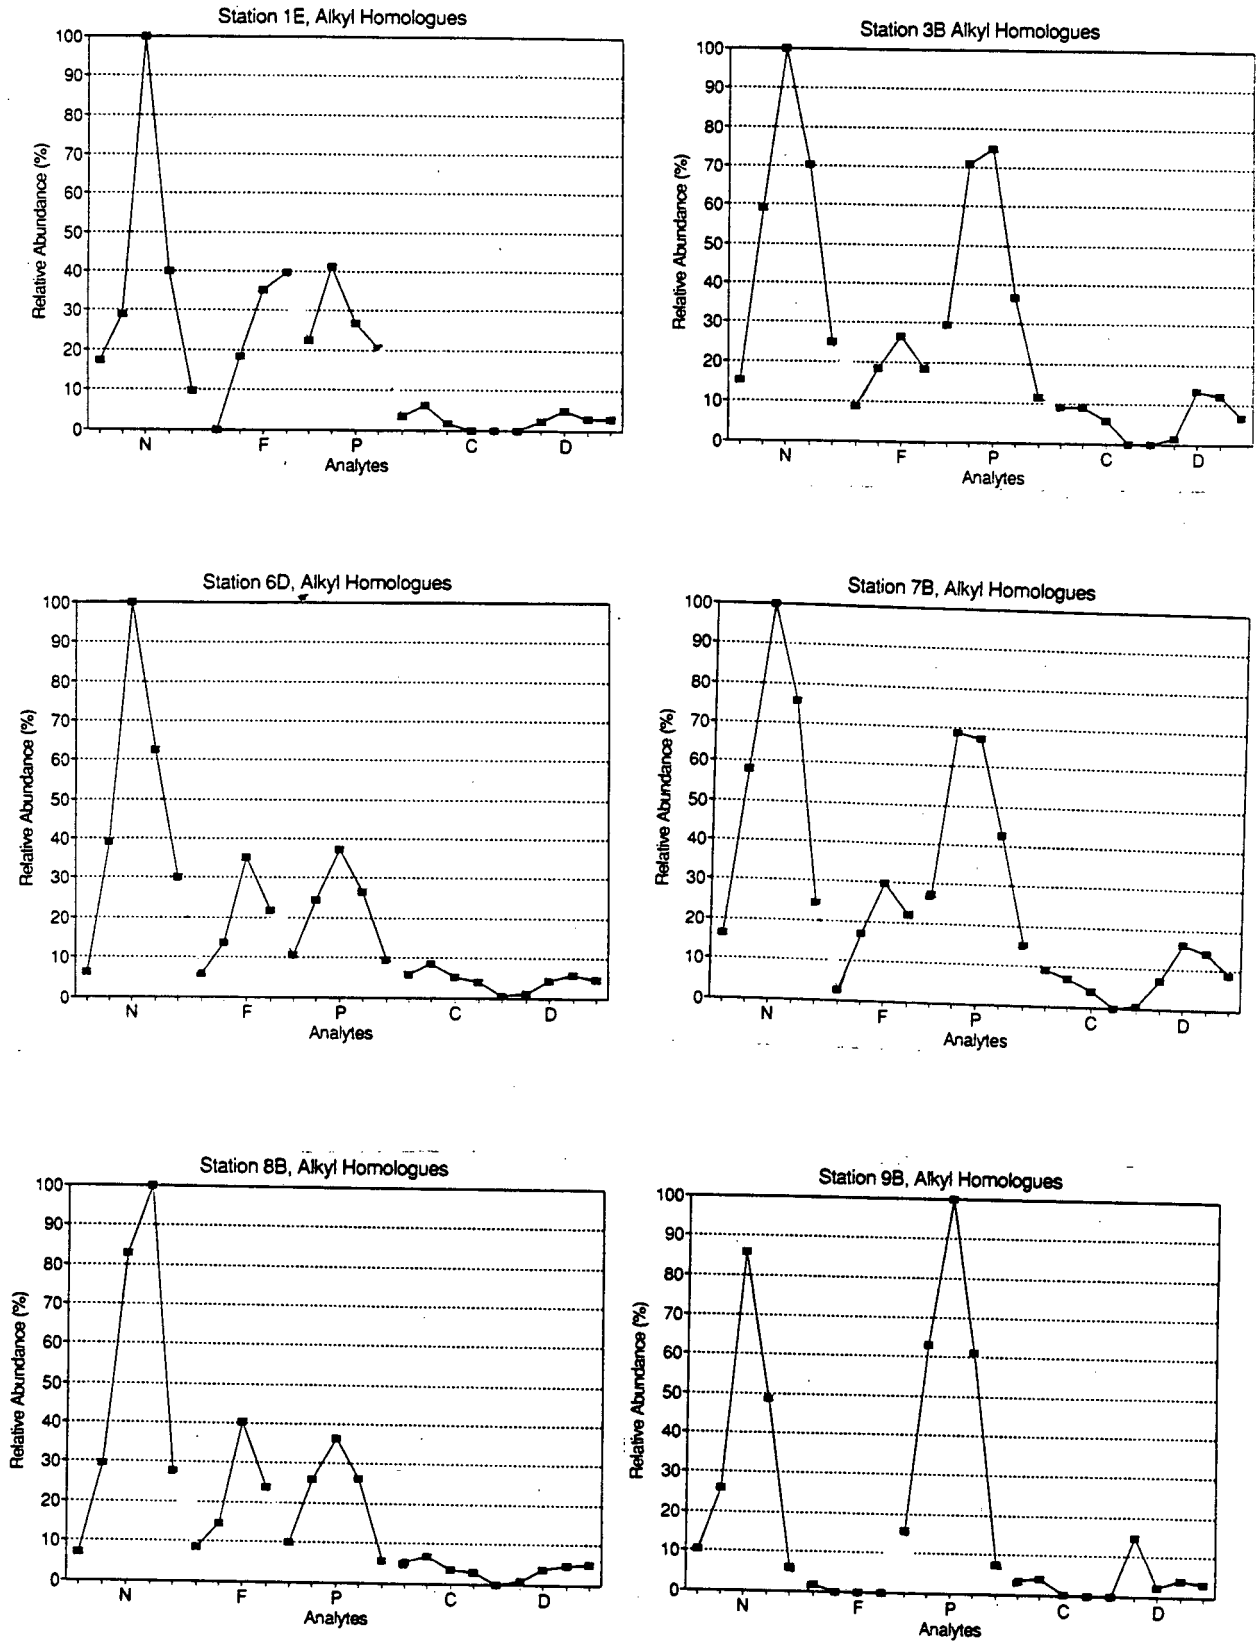 Station 1E, Alkyl Homologues
100
90
80
70
60
50
40
30
20
10
0
Relative Abundance (%)
N F P C D
Analytes
Station 3B Alkyl Homologues
100
90
80
70
60
50
40
30
20
10
0
Relative Abundance (%)
N F P C D
Analytes
Station 6D, Alkyl Homologues
100
90
80
70
60
50
40
30
20
10
0
Relative Abundance (%)
N F P C D
Analytes
Station 7B, Alkyl Homologues
100
90
80
70
60
50
40
30
20
10
0
Relative Abundance (%)
N F P C D
Analytes
Station 8B, Alkyl Homologues
100
90
80
70
60
50
40
30
20
10
0
Relative Abundance (%)
N F P C D
Analytes
Station 9B, Alkyl Homologues
100
90
80
70
60
50
40
30
20
10
0
Relative Abundance (%)
N F P C D
Analytes